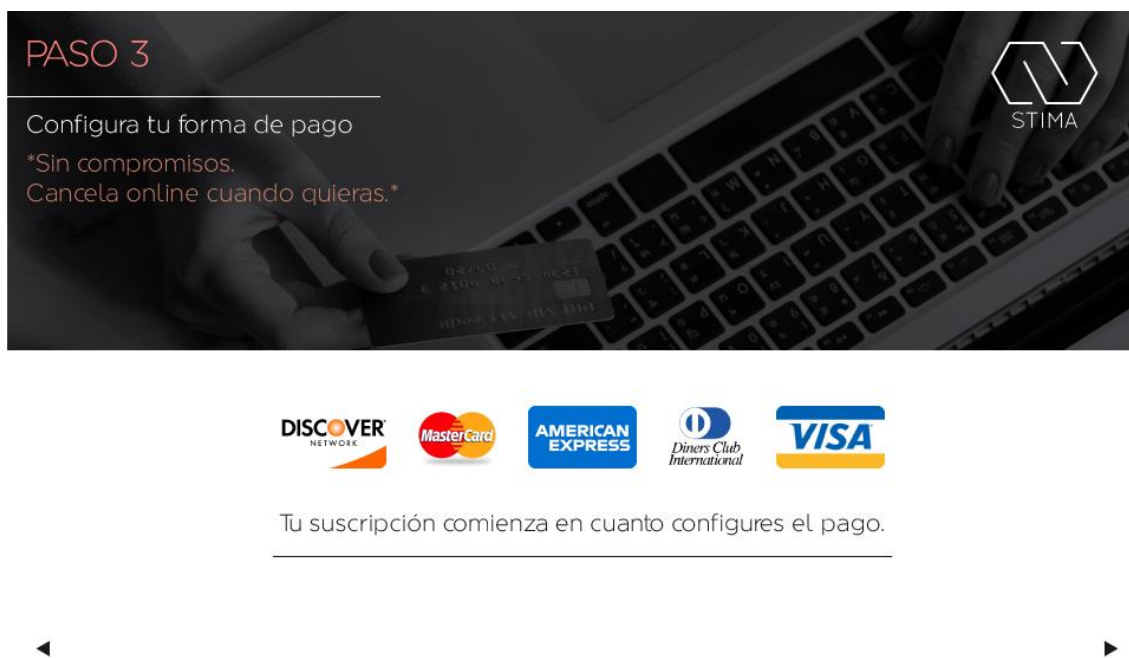 PASO 3
STIMA
Configura tu forma de pago
*Sin compromisos.
Cancela online cuando quieras.*
DISCOVER
NETWORK
MasterCard
AMERICAN
EXPRESS
Diners Club
International
VISA
Tu suscripción comienza en cuanto configures el pago.